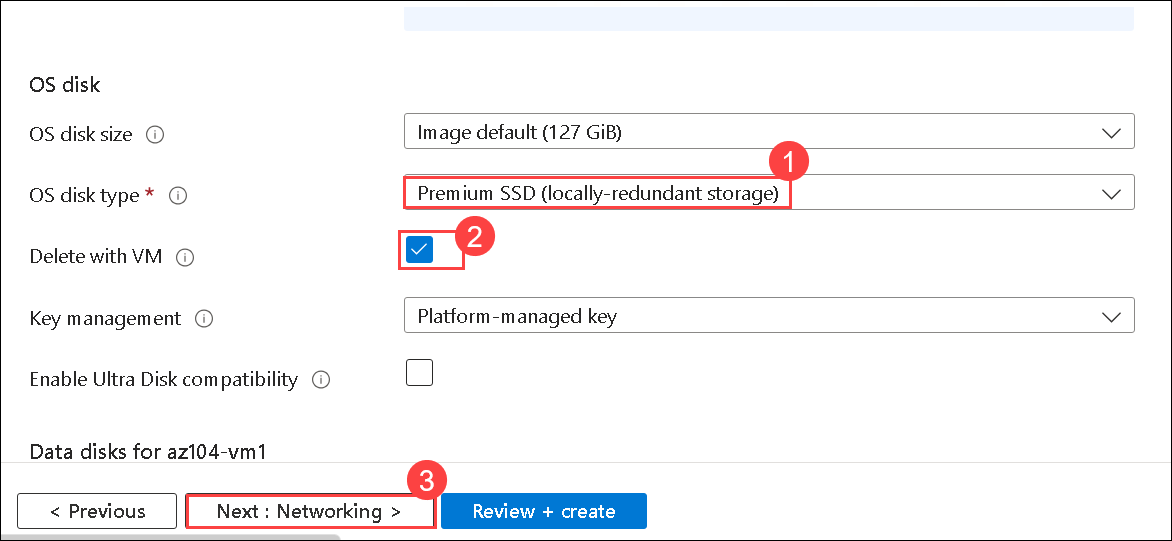 OS disk
OS disk size
Image default (127 GiB)
1
OS disk type *
Premium SSD (locally-redundant storage)
2
Delete with VM
Key management
Platform-managed key
Enable Ultra Disk compatibility
Data disks for az104-vm1
3
< Previous
Next : Networking >
Review + create